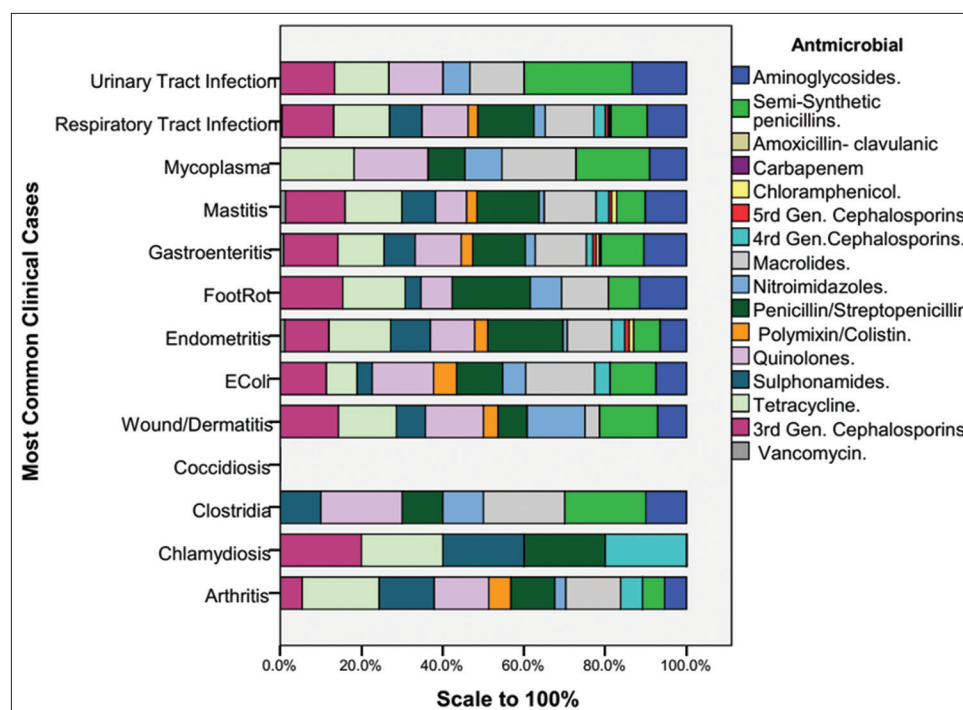 Most Common Clinical Cases
Urinary Tract Infection
Respiratory Tract Infection
Mycoplasma
Mastitis
Gastroenteritis
FootRot
Endometritis
EColi
Wound/Dermatitis
Coccidiosis
Clostridia
Chlamydiosis
Arthritis
0.0%
20.0%
40.0%
60.0%
80.0%
100.0%
Scale to 100%
Antmicrobial
Aminoglycosides.
Semi-Synthetic
penicillins.
Amoxicillin- clavulanic
Carbapenem
Chloramphenicol.
5rd Gen. Cephalosporins
4rd Gen.Cephalosporins.
Macrolides.
Nitroimidazoles.
Penicillin/Streptopenicillin
Polymixin/Colistin.
Quinolones.
Sulphonamides.
Tetracycline.
3rd Gen. Cephalosporins
Vancomycin.